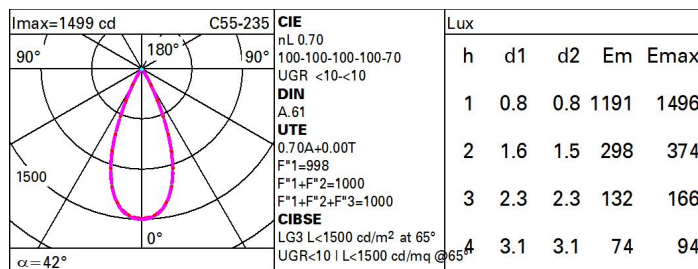 Imax=1499 cd C55-235
90° 180° 90°
1500
0°
α=42°
CIE
nL 0.70
100-100-100-100-70
UGR <10-<10
DIN
A.61
UTE
0.70A+0.00T
F"1=998
F"1+F"2=1000
F"1+F"2+F"3=1000
CIBSE
LG3 L<1500 cd/m² at 65°
UGR<10 | L<1500 cd/mq @65°
Lux
h d1 d2 Em Emax
1 0.8 0.8 1191 1496
2 1.6 1.5 298 374
3 2.3 2.3 132 166
4 3.1 3.1 74 94